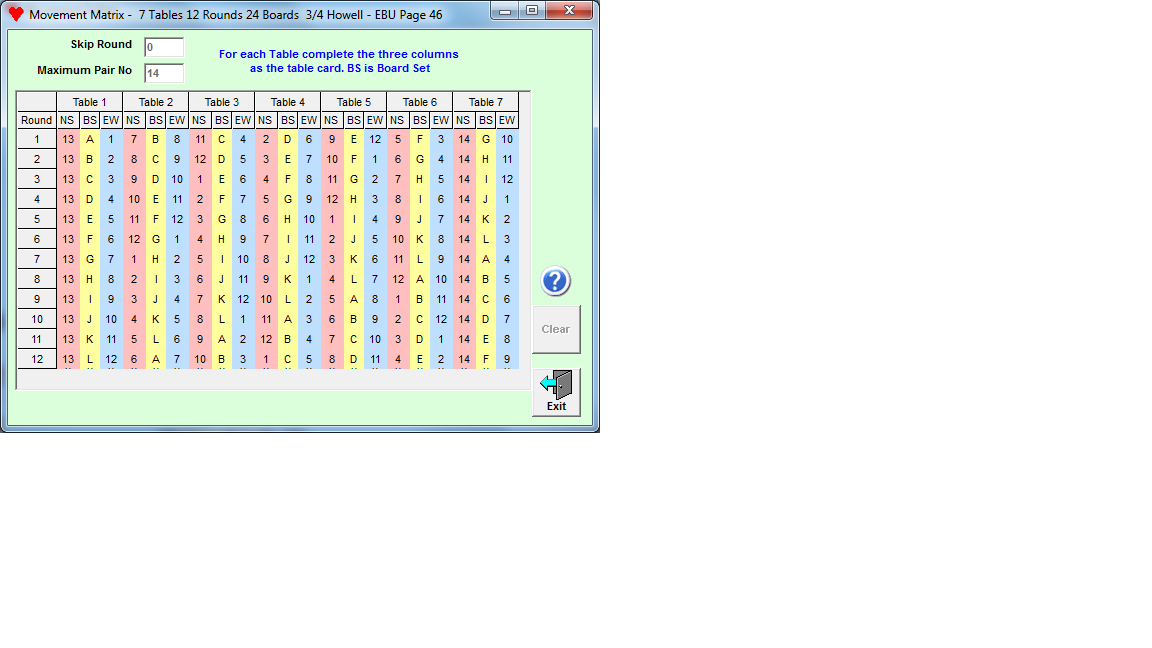 Movement Matrix - 7 Tables 12 Rounds 24 Boards 3/4 Howell - EBU Page 46
Skip Round 0
For each Table complete the three columns
as the table card. BS is Board Set
Maximum Pair No 14
Table 1 Table 2 Table 3 Table 4 Table 5 Table 6 Table 7
Round NS BS EW NS BS EW NS BS EW NS BS EW NS BS EW NS BS EW NS BS EW
1 13 A 1 7 B 8 11 C 4 2 D 6 9 E 12 5 F 3 14 G 10
2 13 B 2 8 C 9 12 D 5 3 E 7 10 F 1 6 G 4 14 H 11
3 13 C 3 9 D 10 1 E 6 4 F 8 11 G 2 7 H 5 14 I 12
4 13 D 4 10 E 11 2 F 7 5 G 9 12 H 3 8 I 6 14 J 1
5 13 E 5 11 F 12 3 G 8 6 H 10 1 I 4 9 J 7 14 K 2
6 13 F 6 12 G 1 4 H 9 7 I 11 2 J 5 10 K 8 14 L 3
7 13 G 7 1 H 2 5 I 10 8 J 12 3 K 6 11 L 9 14 A 4
8 13 H 8 2 I 3 6 J 11 9 K 1 4 L 7 12 A 10 14 B 5
9 13 I 9 3 J 4 7 K 12 10 L 2 5 A 8 1 B 11 14 C 6
10 13 J 10 4 K 5 8 L 1 11 A 3 6 B 9 2 C 12 14 D 7
11 13 K 11 5 L 6 9 A 2 12 B 4 7 C 10 3 D 1 14 E 8
12 13 L 12 6 A 7 10 B 3 1 C 5 8 D 11 4 E 2 14 F 9
?
Clear
Exit